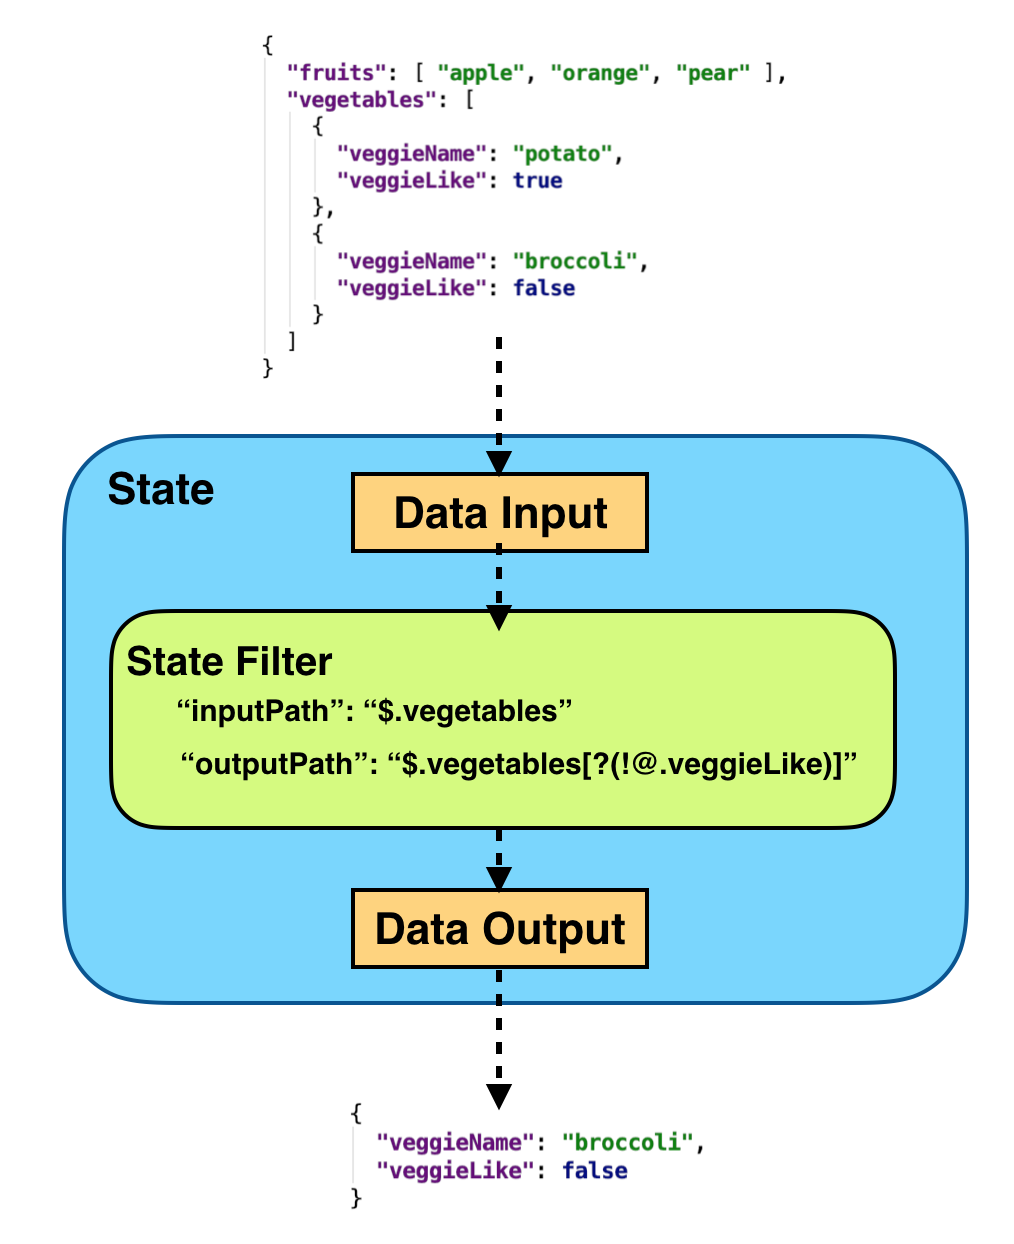 {
"fruits": [ "apple", "orange", "pear" ],
"vegetables": [
{
"veggieName": "potato",
"veggieLike": true
},
{
"veggieName": "broccoli",
"veggieLike": false
}
]
}
State
Data Input
State Filter
“inputPath”: “$.vegetables”
“outputPath”: “$.vegetables[?(!@.veggieLike)]”
Data Output
{
"veggieName": "broccoli",
"veggieLike": false
}